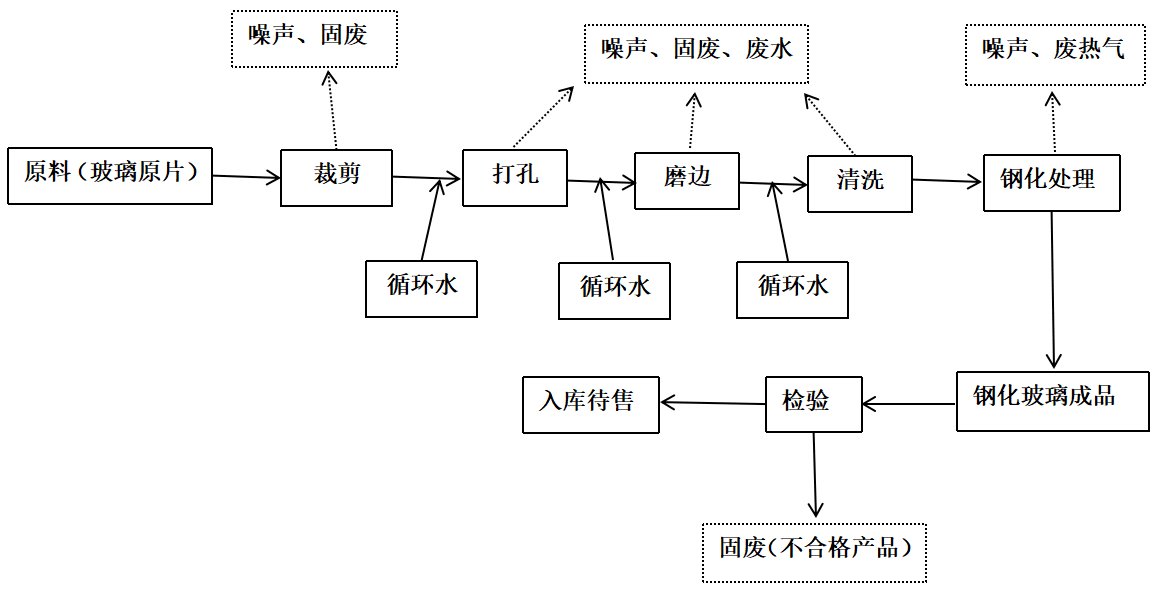 噪声、固废
噪声、固废、废水
噪声、废热气
原料（玻璃原片）
裁剪
打孔
磨边
清洗
钢化处理
循环水
循环水
循环水
入库待售
检验
钢化玻璃成品
固废（不合格产品）